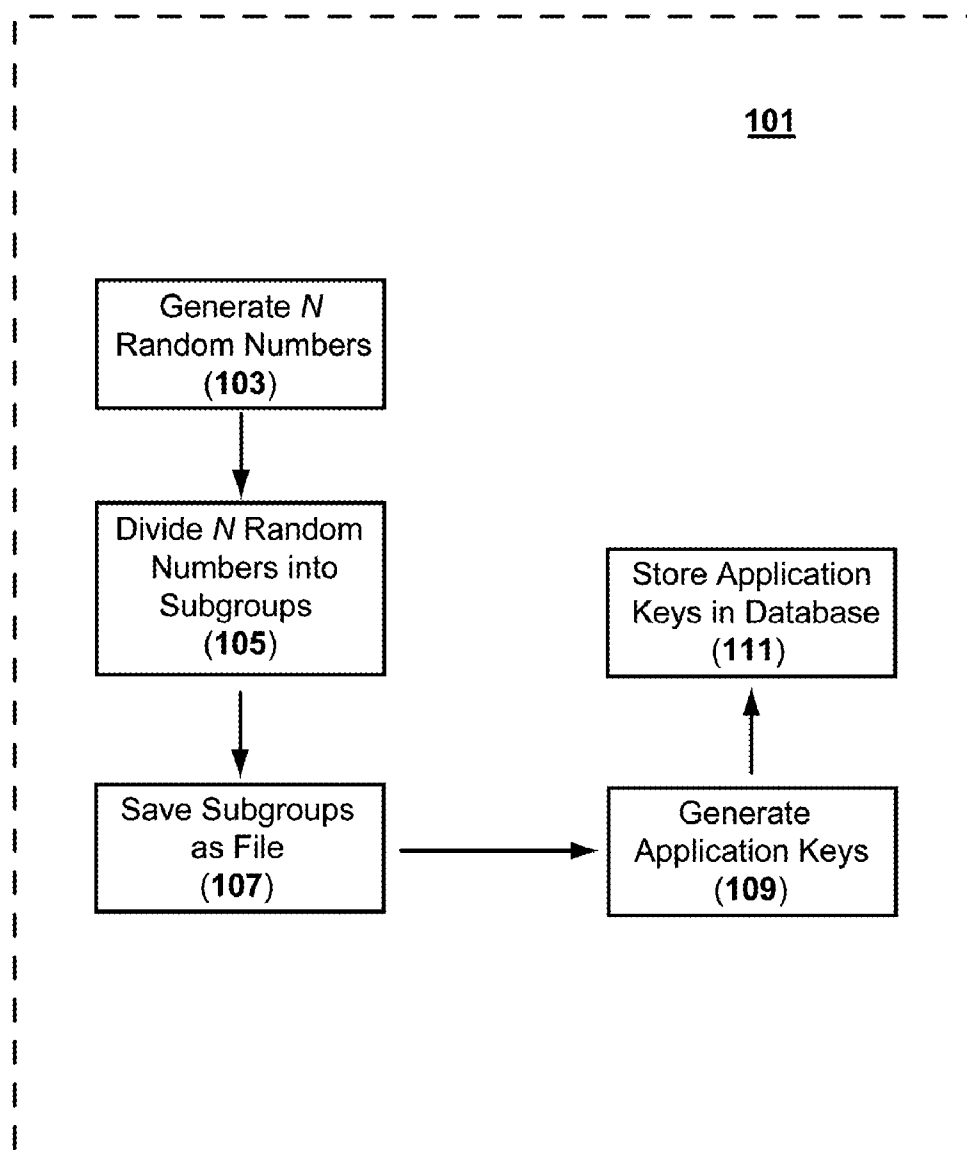 101
Generate N
Random Numbers
(103)
Divide N Random
Numbers into
Subgroups
(105)
Save Subgroups
as File
(107)
Generate
Application Keys
(109)
Store Application
Keys in Database
(111)